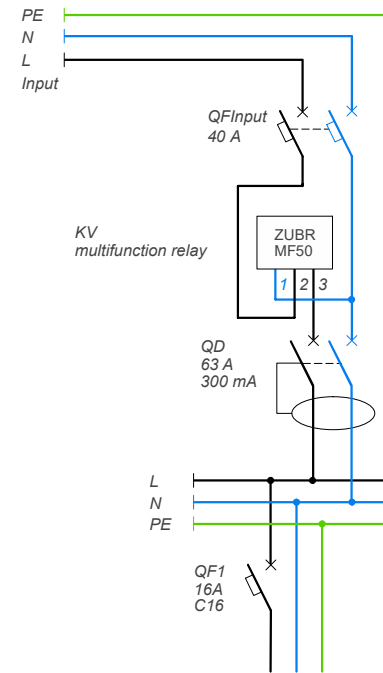 PE
N
L
Input
QFInput
40 A
KV
multifunction relay
ZUBR
MF50
1 2 3
QD
63 A
300 mA
L
N
PE
QF1
16A
C16